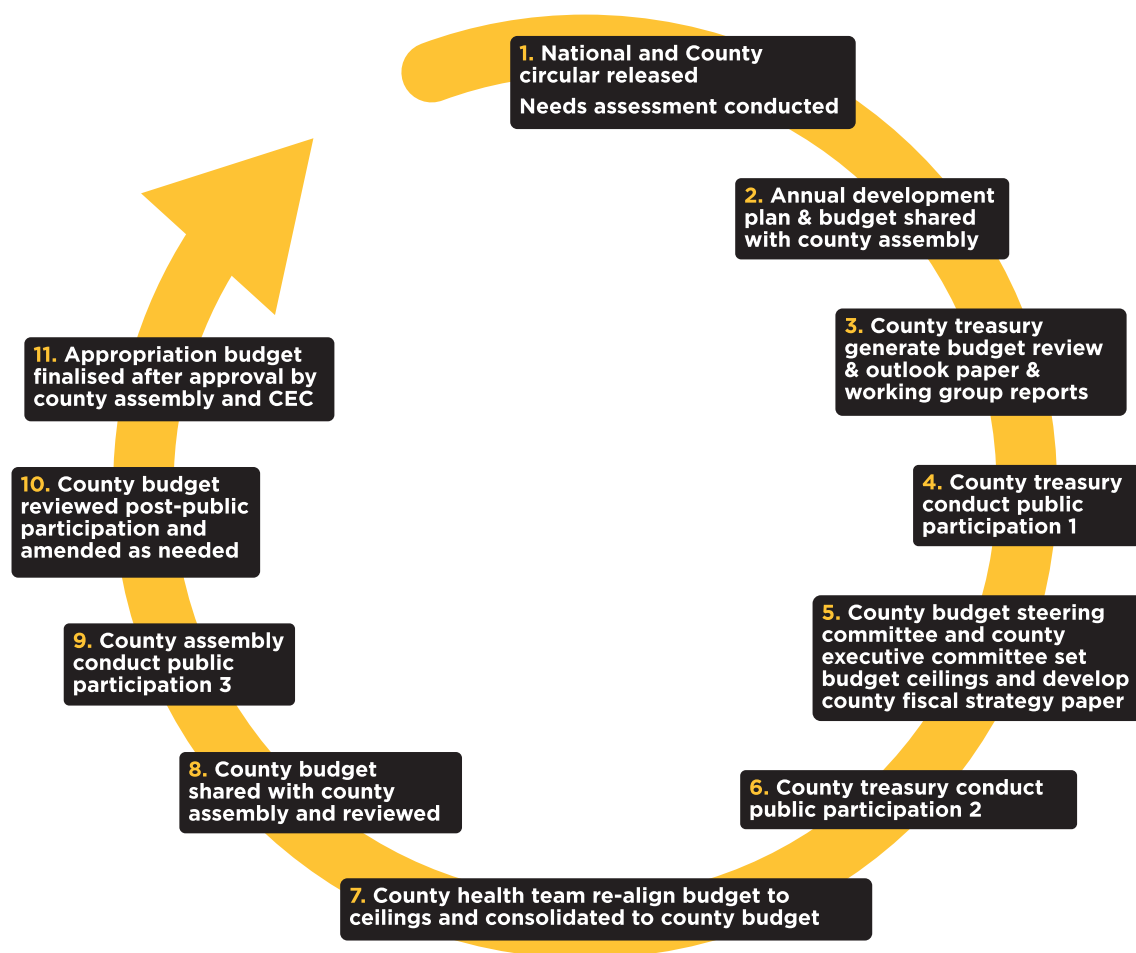 1. National and County
circular released
Needs assessment conducted
2. Annual development
plan & budget shared
with county assembly
3. County treasury
generate budget review
& outlook paper &
working group reports
4. County treasury
conduct public
participation 1
5. County budget steering
committee and county
executive committee set
budget ceilings and develop
county fiscal strategy paper
6. County treasury conduct
public participation 2
7. County health team re-align budget to
ceilings and consolidated to county budget
8. County budget
shared with county
assembly and reviewed
9. County assembly
conduct public
participation 3
10. County budget
reviewed post-public
participation and
amended as needed
11. Appropriation budget
finalised after approval by
county assembly and CEC